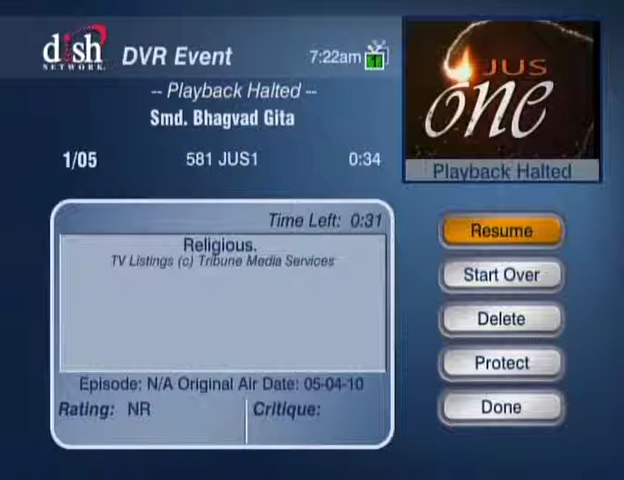 dish
NETWORK.
DVR Event
7:22am
1
-- Playback Halted --
Smd. Bhagvad Gita
1/05 581 JUS1 0:34
JUS
one
Playback Halted
Time Left: 0:31
Religious.
TV Listings (c) Tribune Media Services
Episode: N/A Original Air Date: 05-04-10
Rating: NR Critique:
Resume
Start Over
Delete
Protect
Done